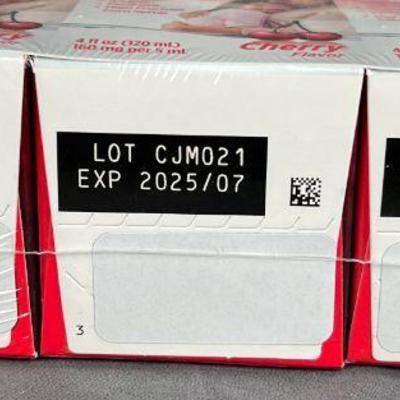 4 fl oz (120 mL)
160 mg per 5 mL
Cherry
Flavor
LOT CJM021
EXP 2025/07
3